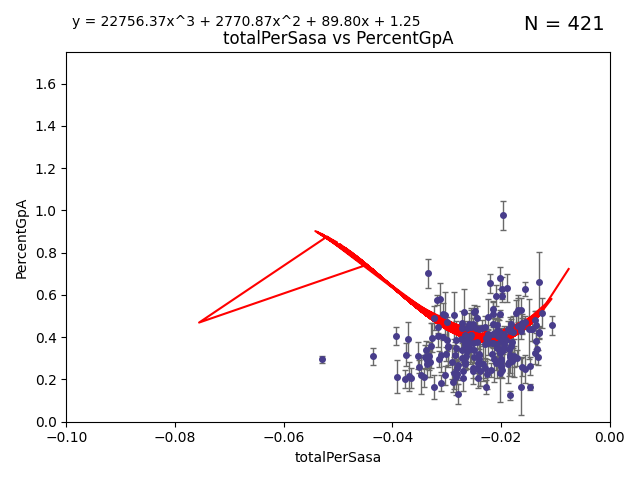 y = 22756.37x^3 + 2770.87x^2 + 89.80x + 1.25
N = 421
totalPerSasa vs PercentGpA
PercentGpA
1.6
1.4
1.2
1.0
0.8
0.6
0.4
0.2
0.0
−0.10 −0.08 −0.06 −0.04 −0.02 0.00
totalPerSasa